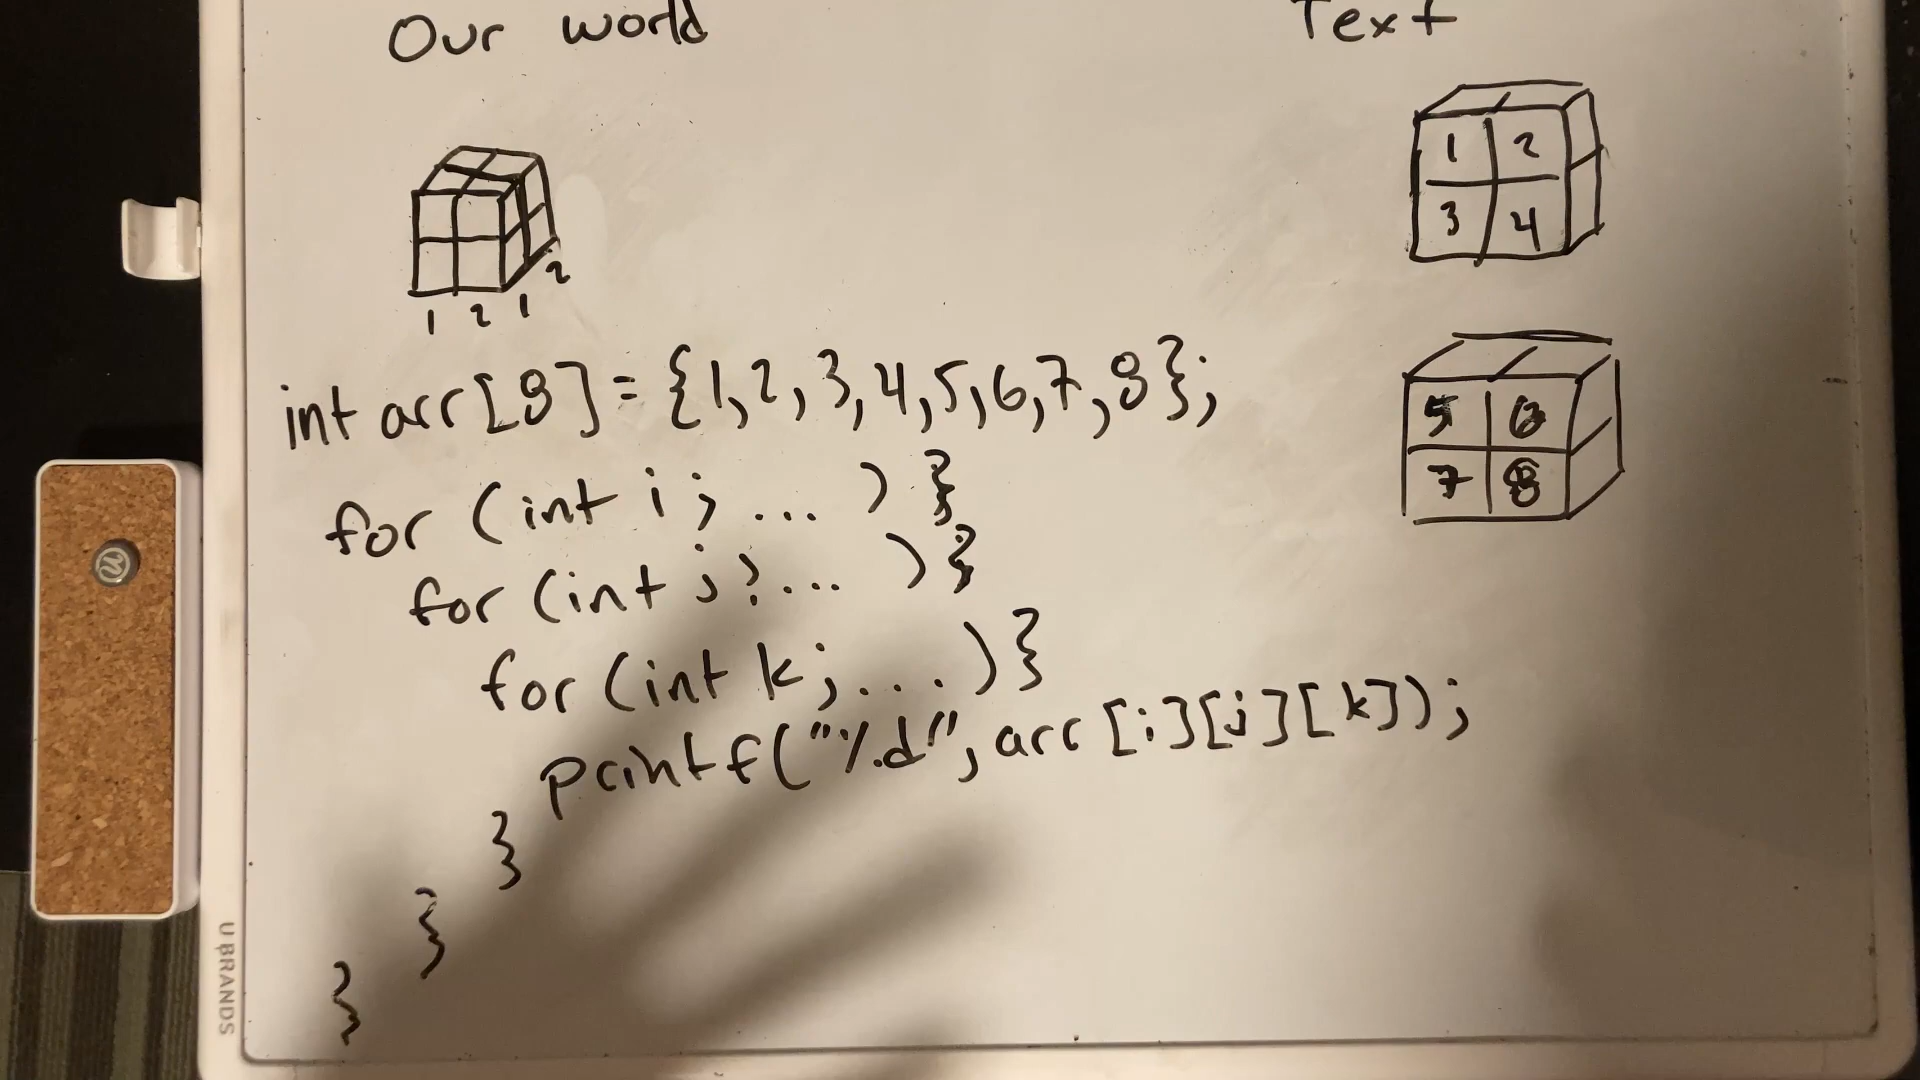 Our world
Text
1 2
3 4
1 2 1 2
int arr[8] = {1,2,3,4,5,6,7,8};
5 6
7 8
for (int i; ... ) }
for (int j; ... ) }
for (int k; ... ) }
printf("%d", arr[i][j][k]);
}
}
}
U BRANDS